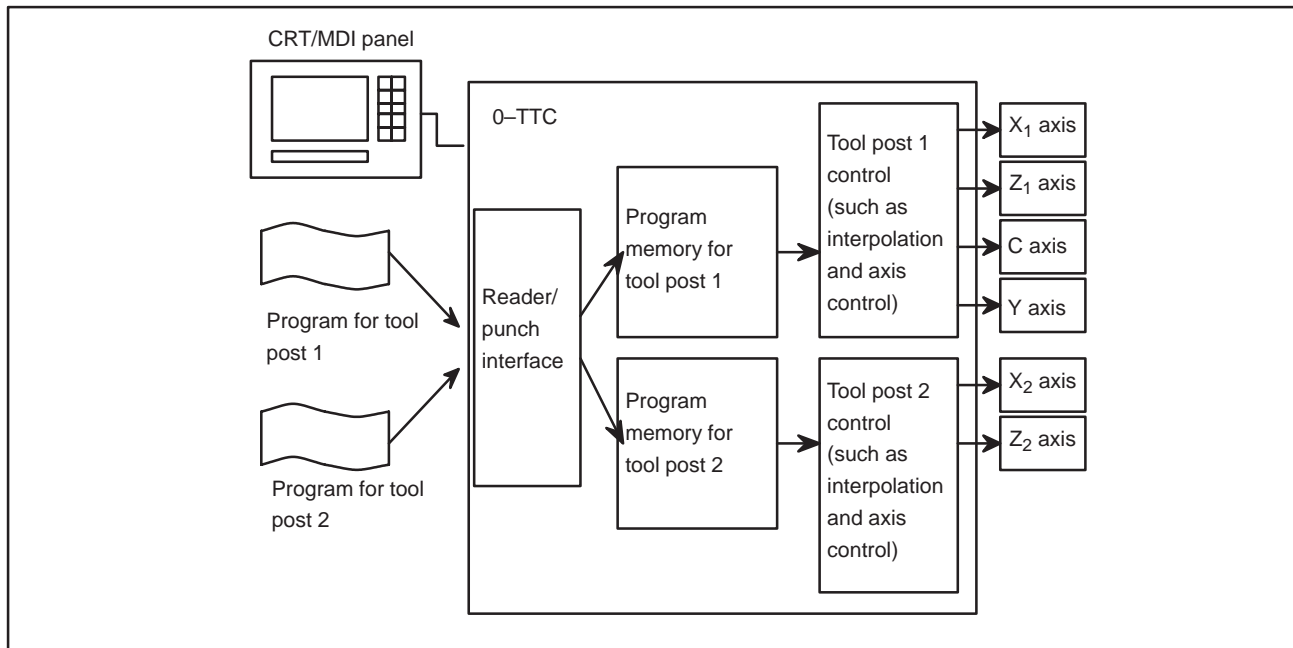 CRT/MDI panel
0–TTC
Program for tool
post 1
Program for tool
post 2
Reader/
punch
interface
Program
memory for
tool post 1
Program
memory for
tool post 2
Tool post 1
control
(such as
interpolation
and axis
control)
Tool post 2
control
(such as
interpolation
and axis
control)
X1 axis
Z1 axis
C axis
Y axis
X2 axis
Z2 axis